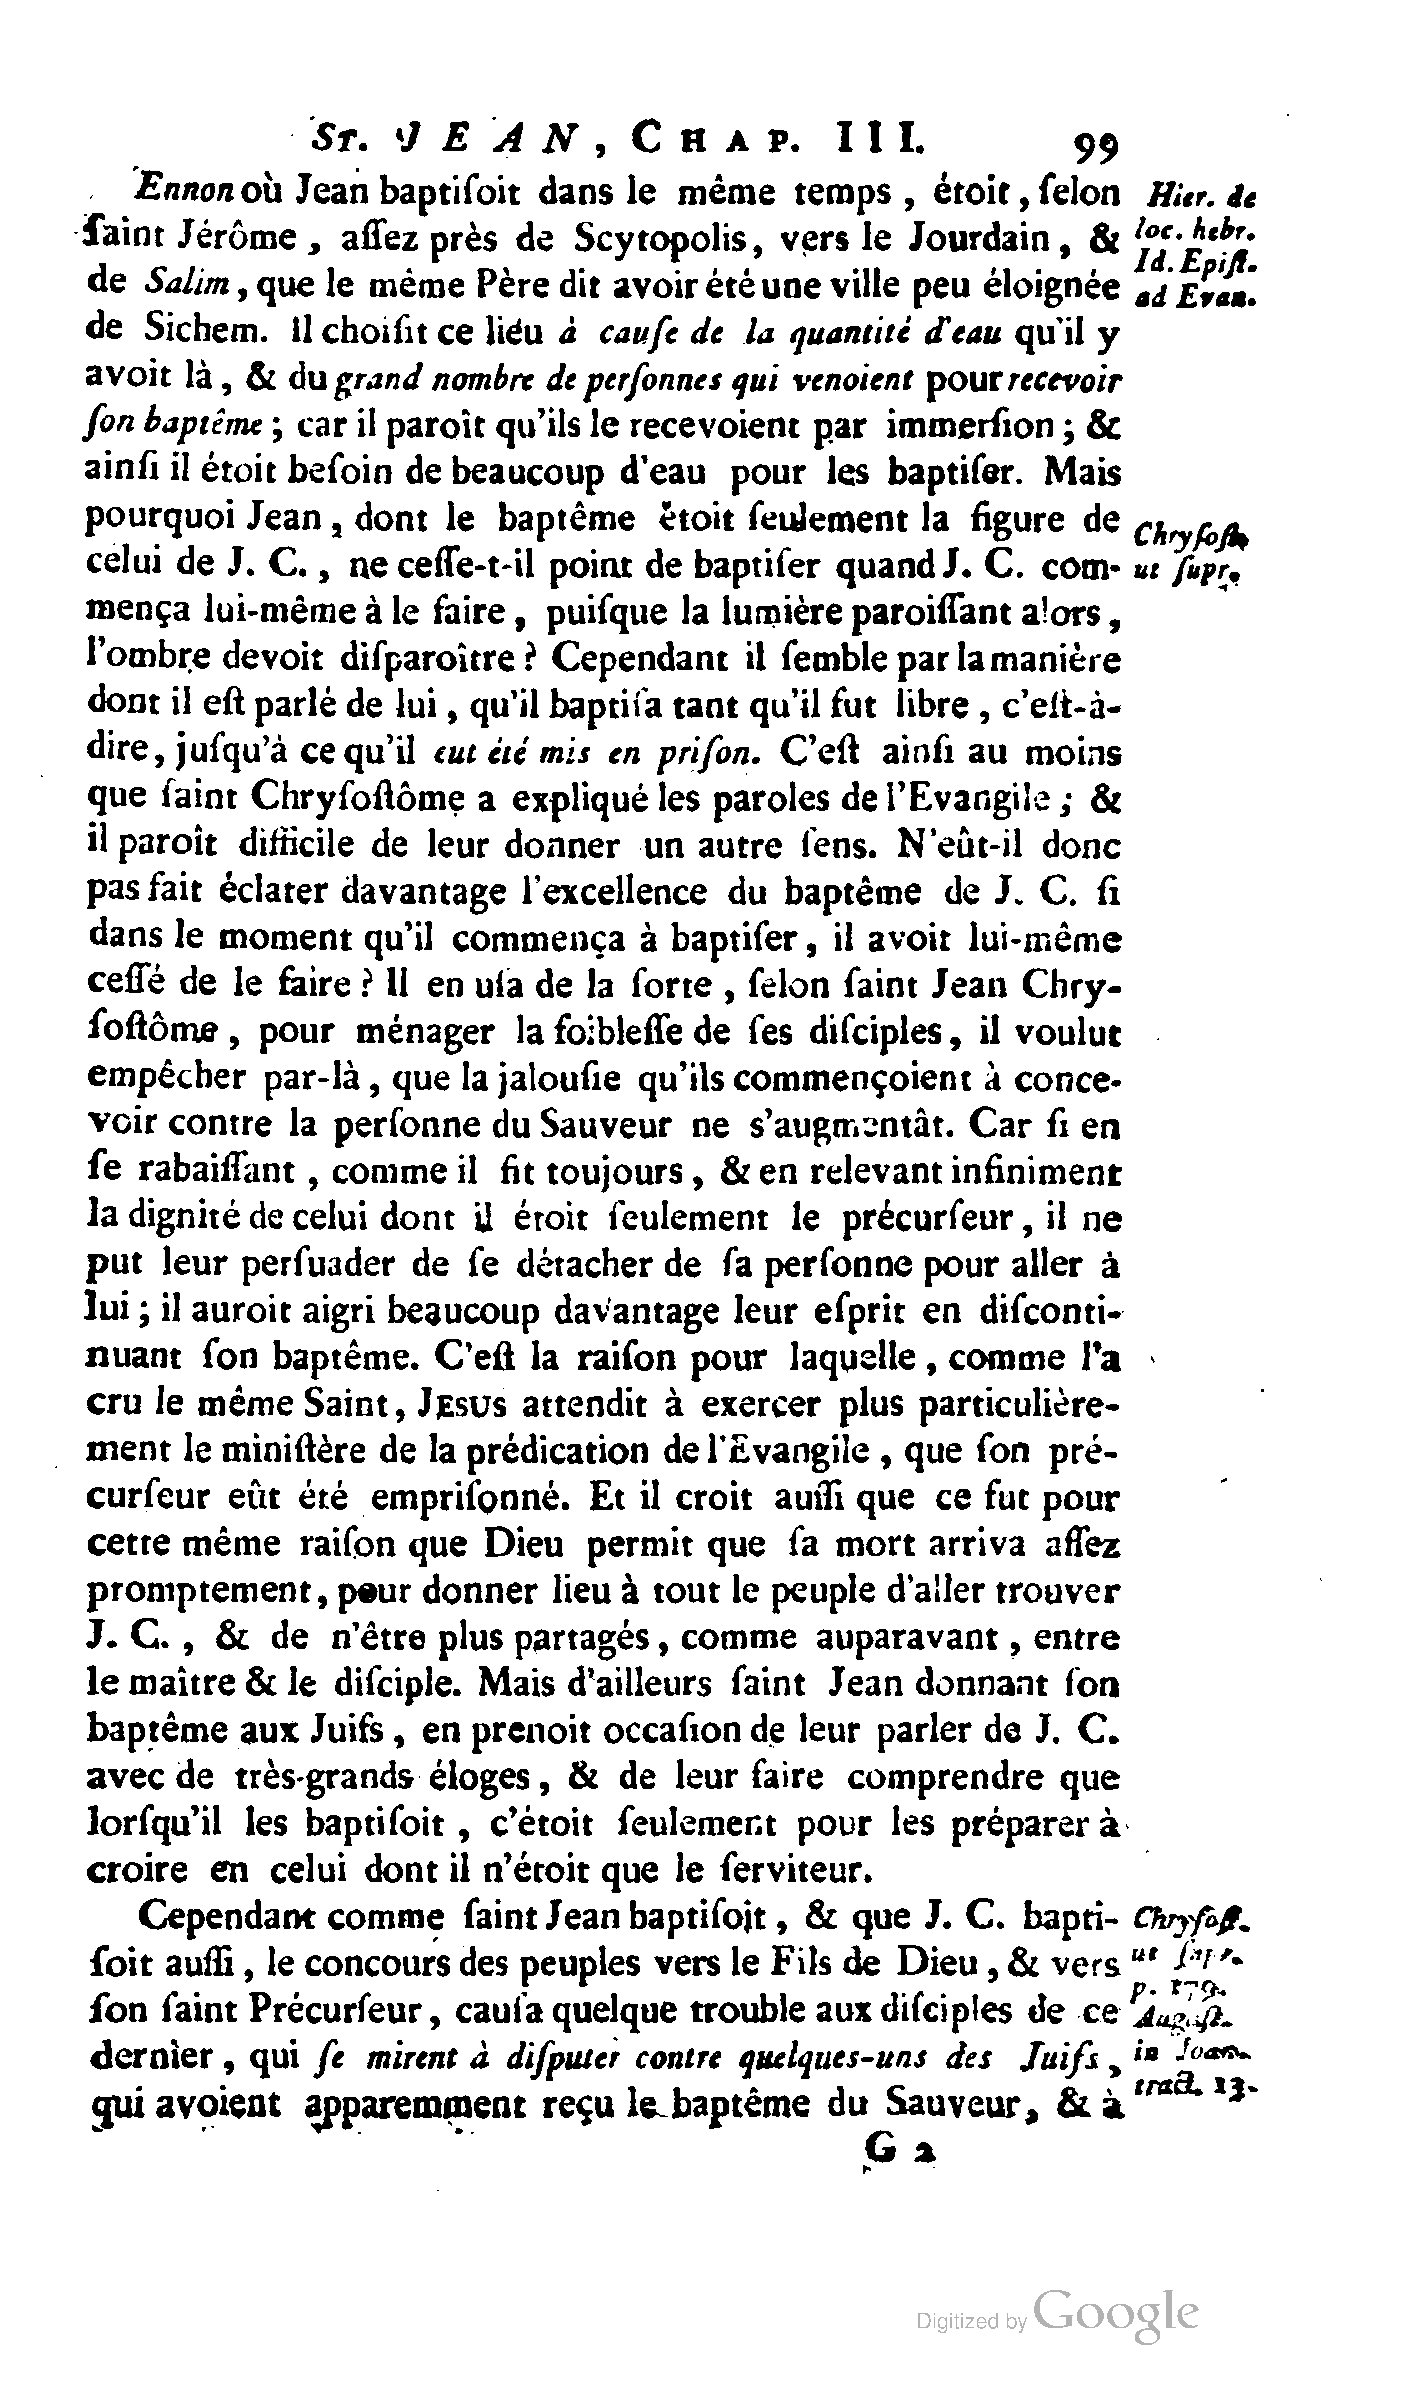 ST. JEAN, CHAP. III. 99
Ennon où Jean baptiſoit dans le même temps, étoit, ſelon
ſaint Jérôme, aſſez près de Scytopolis, vers le Jourdain, &
de Salim, que le même Père dit avoir été une ville peu éloignée
de Sichem. Il choiſit ce lieu à cauſe de la quantité d'eau qu'il y
avoit là, & du grand nombre de perſonnes qui venoient pour recevoir
ſon baptême; car il paroît qu'ils le recevoient par immerſion; &
ainſi il étoit beſoin de beaucoup d'eau pour les baptiſer. Mais
pourquoi Jean, dont le baptême étoit ſeulement la figure de
celui de J. C., ne ceſſe-t-il point de baptiſer quand J. C. com-
mença lui-même à le faire, puiſque la lumière paroiſſant alors,
l'ombre devoit diſparoître? Cependant il ſemble par la manière
dont il eſt parlé de lui, qu'il baptiſa tant qu'il fut libre, c'eſt-à-
dire, juſqu'à ce qu'il eut été mis en priſon. C'eſt ainſi au moins
que ſaint Chryſoſtôme a expliqué les paroles de l'Evangile; &
il paroît difficile de leur donner un autre ſens. N'eût-il donc
pas fait éclater davantage l'excellence du baptême de J. C. ſi
dans le moment qu'il commença à baptiſer, il avoit lui-même
ceſſé de le faire? Il en uſa de la ſorte, ſelon ſaint Jean Chry-
ſoſtôme, pour ménager la foibleſſe de ſes diſciples, il voulut
empêcher par-là, que la jalouſie qu'ils commençoient à conce-
voir contre la perſonne du Sauveur ne s'augmentât. Car ſi en
ſe rabaiſſant, comme il fit toujours, & en relevant infiniment
la dignité de celui dont il étoit ſeulement le précurſeur, il ne
put leur perſuader de ſe détacher de ſa perſonne pour aller à
lui; il auroit aigri beaucoup davantage leur eſprit en diſconti-
nuant ſon baptême. C'eſt la raiſon pour laquelle, comme l'a
cru le même Saint, JESUS attendit à exercer plus particulière-
ment le miniſtère de la prédication de l'Evangile, que ſon pré-
curſeur eût été empriſonné. Et il croit auſſi que ce fut pour
cette même raiſon que Dieu permit que ſa mort arriva aſſez
promptement, pour donner lieu à tout le peuple d'aller trouver
J. C., & de n'être plus partagés, comme auparavant, entre
le maître & le diſciple. Mais d'ailleurs ſaint Jean donnant ſon
baptême aux Juifs, en prenoit occaſion de leur parler de J. C.
avec de très-grands éloges, & de leur faire comprendre que
lorſqu'il les baptiſoit, c'étoit ſeulement pour les préparer à
croire en celui dont il n'étoit que le ſerviteur.
Cependant comme ſaint Jean baptiſoit, & que J. C. bapti-
ſoit auſſi, le concours des peuples vers le Fils de Dieu, & vers
ſon ſaint Précurſeur, cauſa quelque trouble aux diſciples de ce
dernier, qui ſe mirent à diſputer contre quelques-uns des Juifs,
qui avoient apparemment reçu le baptême du Sauveur, & à
G 2
Hier. de
loc. hebr.
Id. Epiſt.
ad Evan.
Chryſoſt.
ut ſupr.
Chryſoſt.
ut ſupr.
p. 179.
Auguſt.
in Joan.
tract. 13.
Digitized by Google